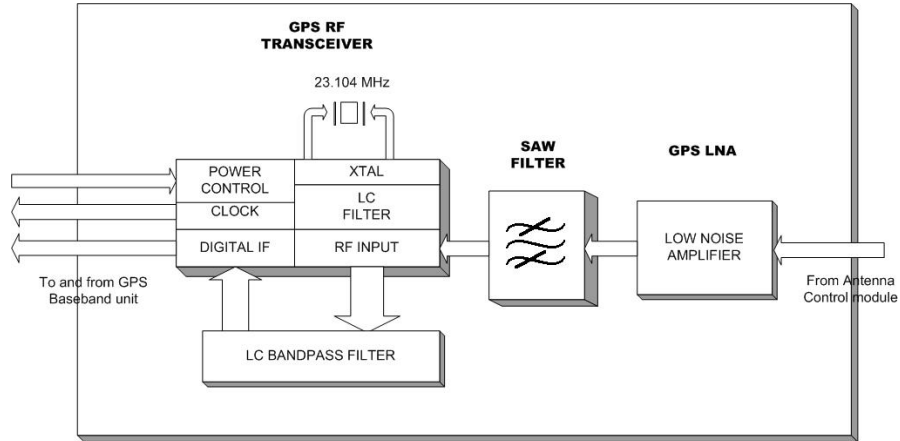 GPS RF
TRANSCEIVER
23.104 MHz
SAW
FILTER
GPS LNA
POWER
CONTROL
XTAL
LC
FILTER
CLOCK
DIGITAL IF
RF INPUT
LOW NOISE
AMPLIFIER
To and from GPS
Baseband unit
From Antenna
Control module
LC BANDPASS FILTER